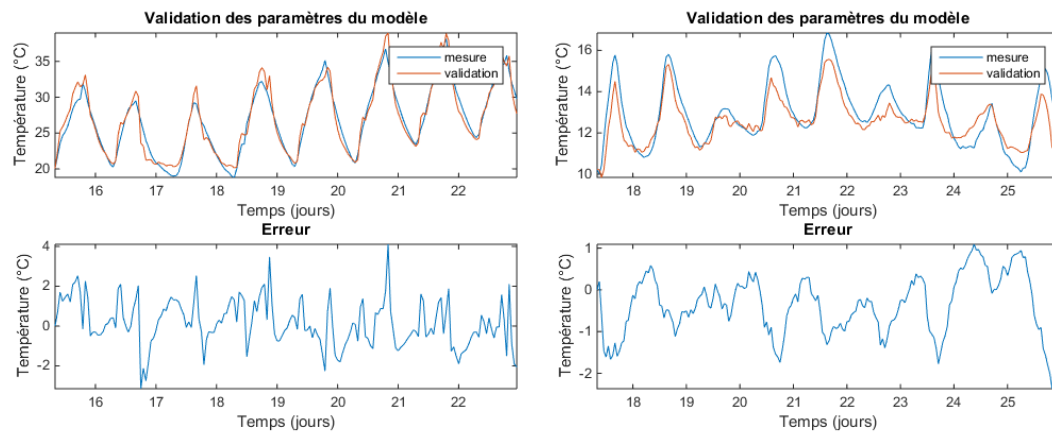 Validation des paramètres du modèle
Température (°C)
35
30
25
20
mesure
validation
16 17 18 19 20 21 22
Temps (jours)
Erreur
Température (°C)
4
2
0
-2
16 17 18 19 20 21 22
Temps (jours)
Validation des paramètres du modèle
Température (°C)
16
14
12
10
mesure
validation
18 19 20 21 22 23 24 25
Temps (jours)
Erreur
Température (°C)
1
0
-1
-2
18 19 20 21 22 23 24 25
Temps (jours)